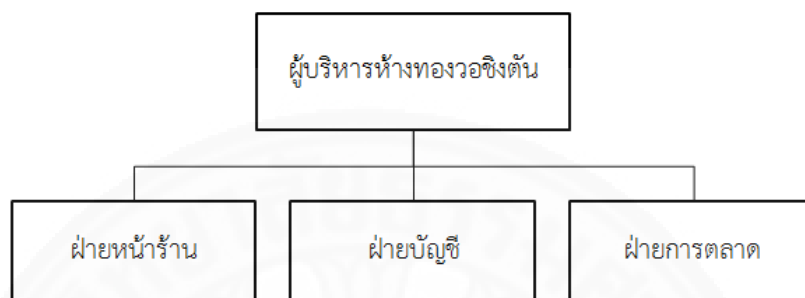 ผู้บริหารห้างทองวอชิงตัน
ฝ่ายหน้าร้าน
ฝ่ายบัญชี
ฝ่ายการตลาด